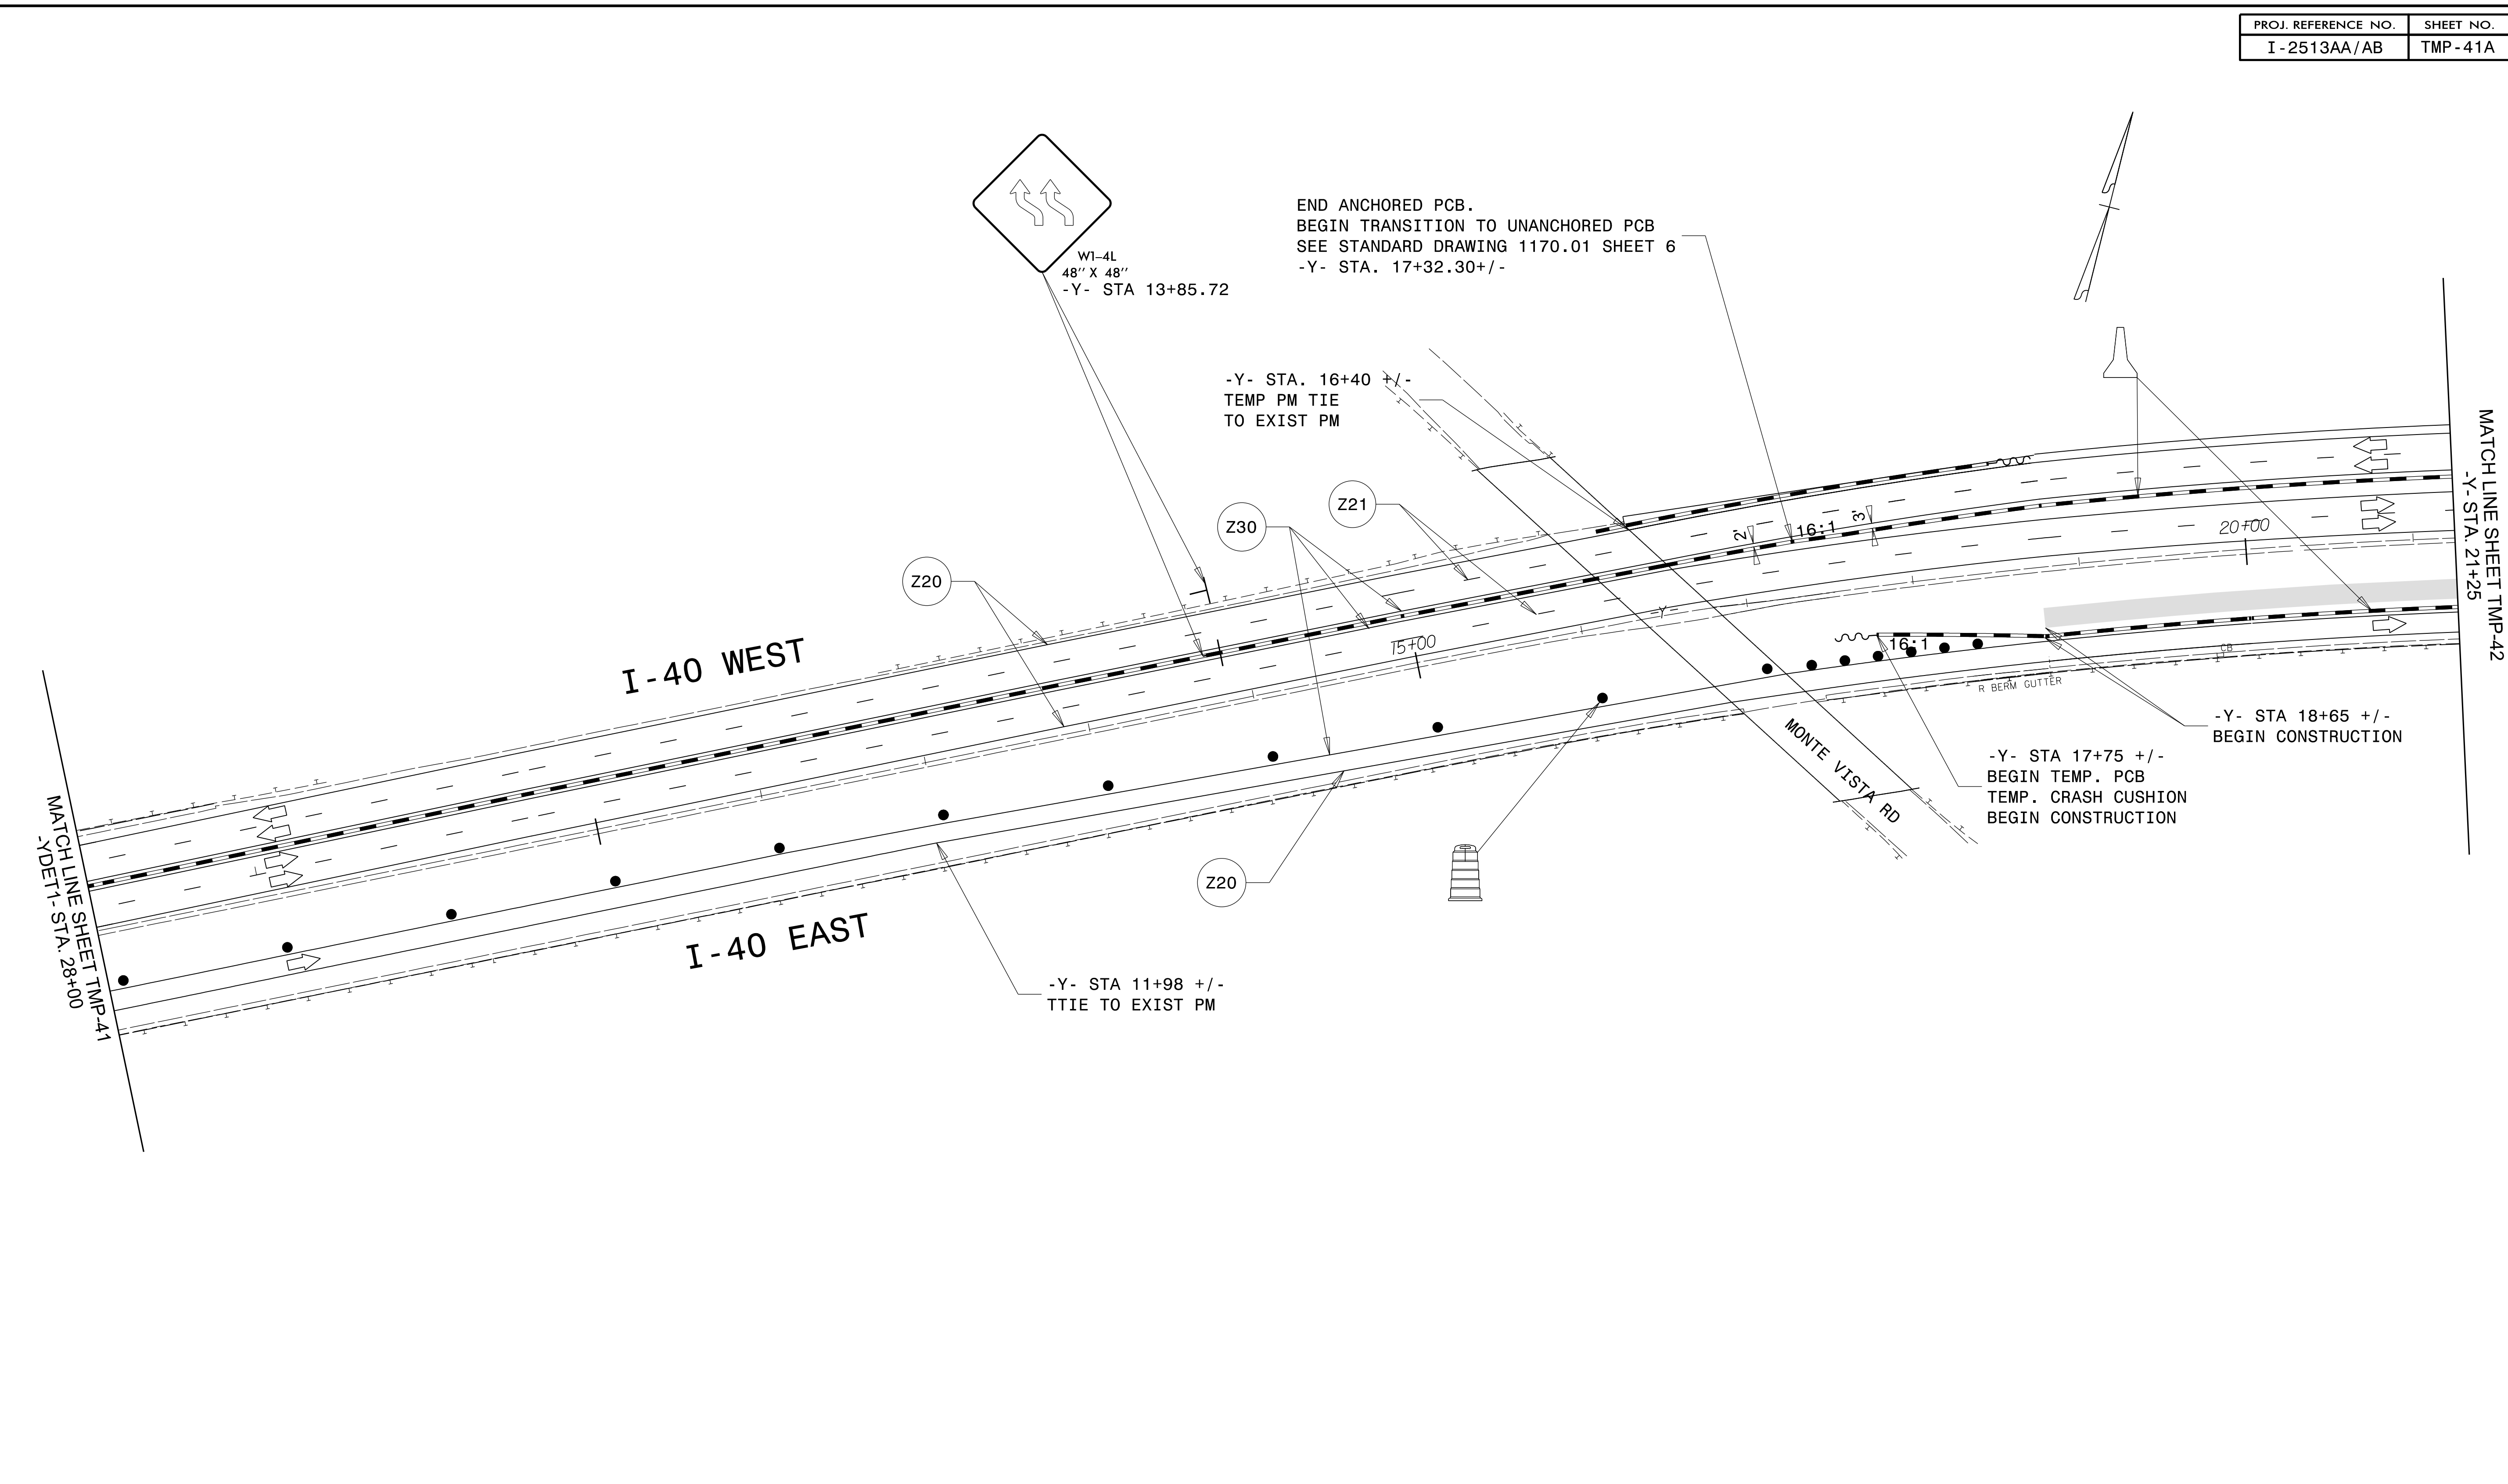 PROJ. REFERENCE NO. SHEET NO.
I-2513AA/AB TMP-41A
W1-4L
48" X 48"
-Y- STA 13+85.72
END ANCHORED PCB.
BEGIN TRANSITION TO UNANCHORED PCB
SEE STANDARD DRAWING 1170.01 SHEET 6
-Y- STA. 17+32.30+/-
-Y- STA. 16+40 +/-
TEMP PM TIE
TO EXIST PM
Z21
Z30
Z20
2'
16:1
3'
20+00
MATCH LINE SHEET TMP-42
-Y- STA. 21+25
I-40 WEST
15+00
-Y-
16:1
CB
R BERM GUTTER
-Y- STA 18+65 +/-
BEGIN CONSTRUCTION
MONTE VISTA RD
-Y- STA 17+75 +/-
BEGIN TEMP. PCB
TEMP. CRASH CUSHION
BEGIN CONSTRUCTION
MATCH LINE SHEET TMP-41
-YDET1- STA. 28+00
Z20
I-40 EAST
-Y- STA 11+98 +/-
TTIE TO EXIST PM